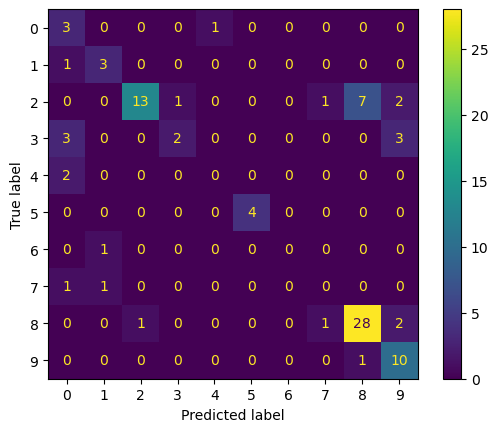 0 3 0 0 0 1 0 0 0 0 0
1 1 3 0 0 0 0 0 0 0 0
2 0 0 13 1 0 0 0 1 7 2
3 3 0 0 2 0 0 0 0 0 3
4 2 0 0 0 0 0 0 0 0 0
5 0 0 0 0 0 4 0 0 0 0
6 0 1 0 0 0 0 0 0 0 0
7 1 1 0 0 0 0 0 0 0 0
8 0 0 1 0 0 0 0 1 28 2
9 0 0 0 0 0 0 0 0 1 10
0 1 2 3 4 5 6 7 8 9
Predicted label
True label
25
20
15
10
5
0